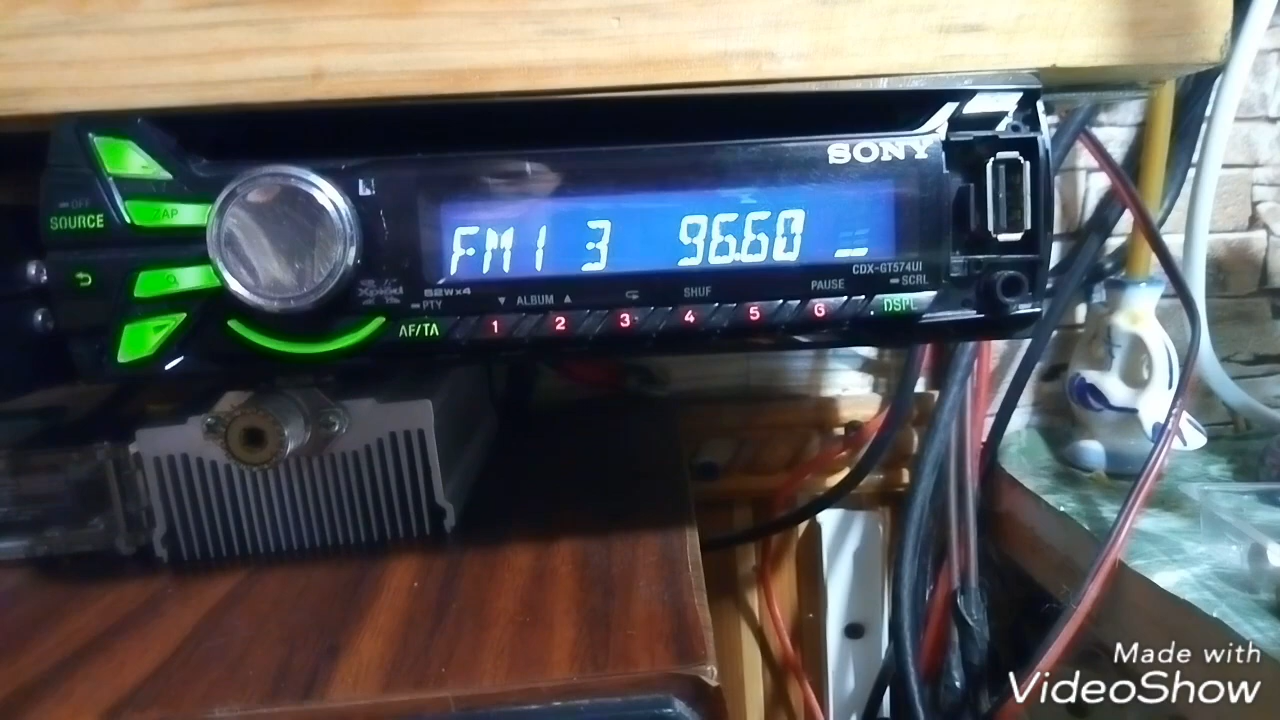 SONY
OFF
SOURCE
ZAP
FM1 3 96.60
CDX-GT574UI
SCRL
Xplod
52W×4
PTY
▼ ALBUM ▲
SHUF
PAUSE
AF/TA
1 2 3 4 5 6
DSPL
Made with
VideoShow